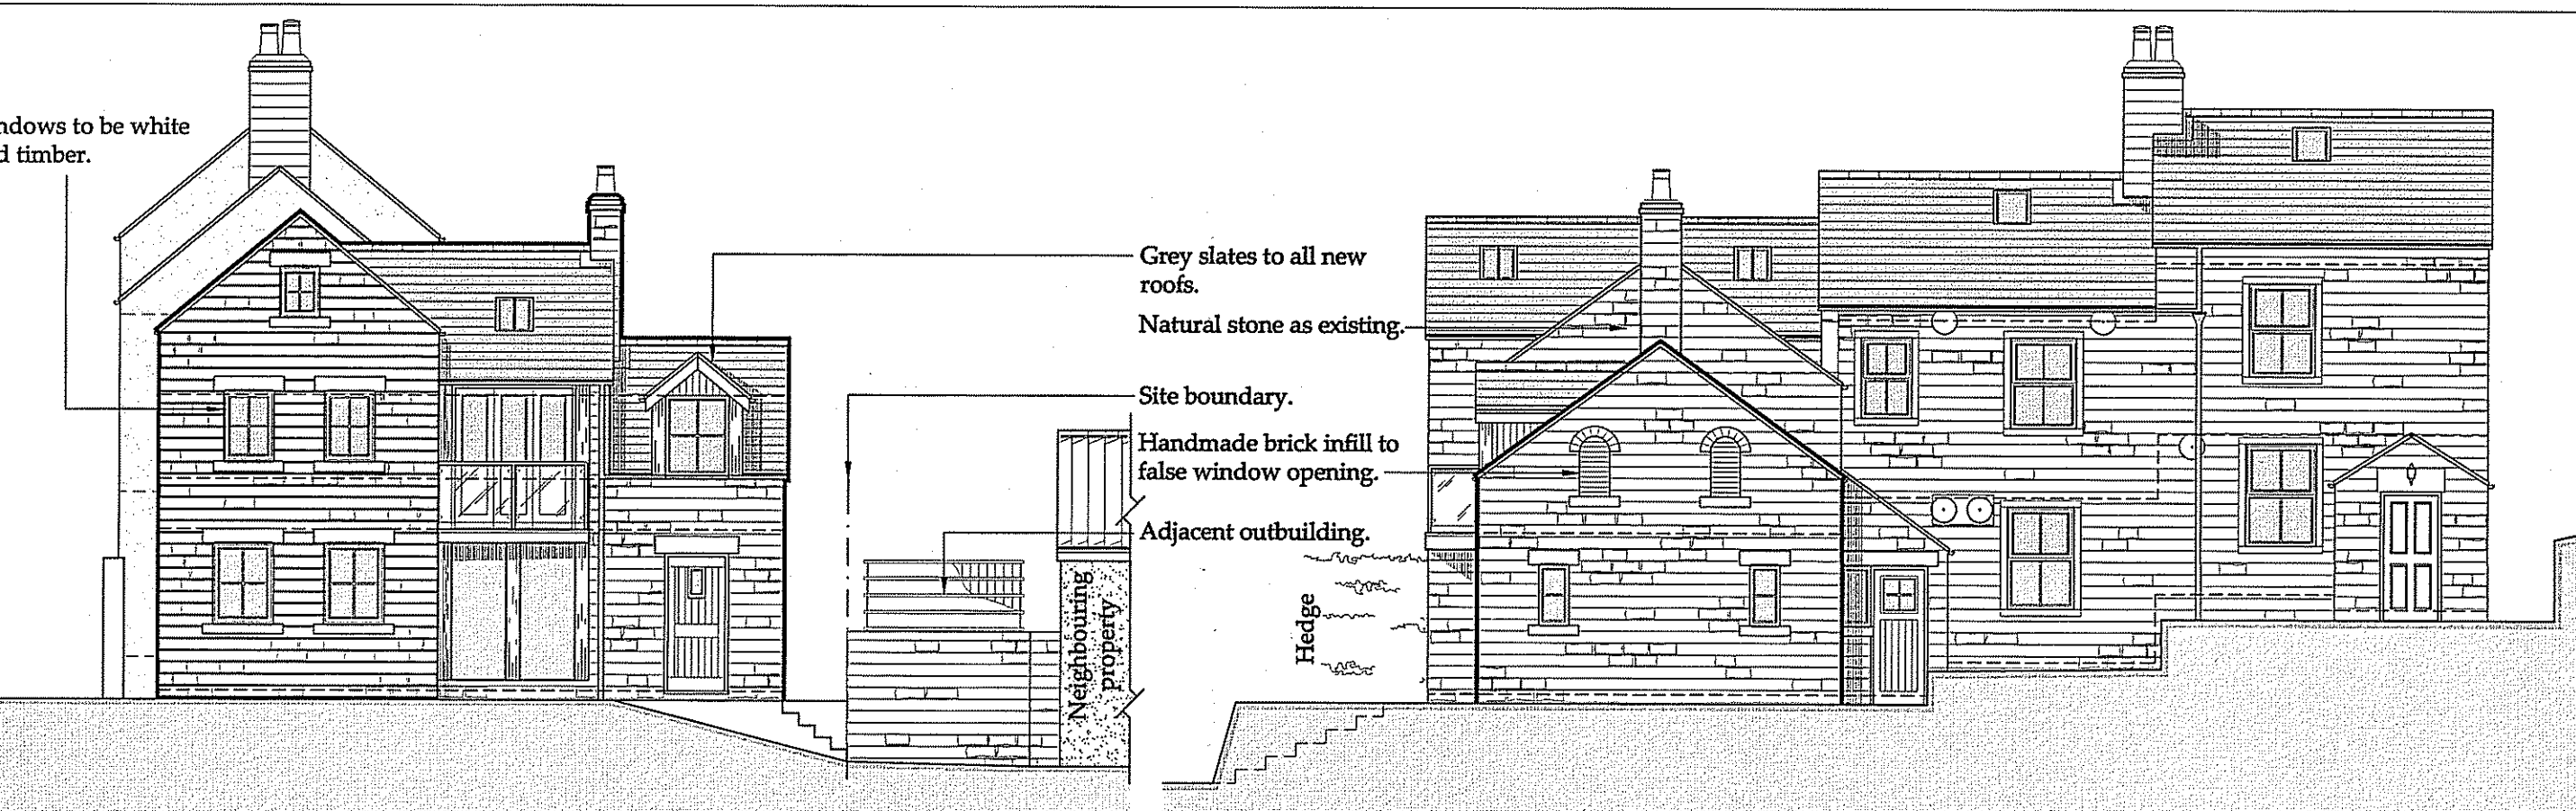 ndows to be white
d timber.
Grey slates to all new
roofs.
Natural stone as existing.
Site boundary.
Handmade brick infill to
false window opening.
Adjacent outbuilding.
Neighbouring
property
Hedge